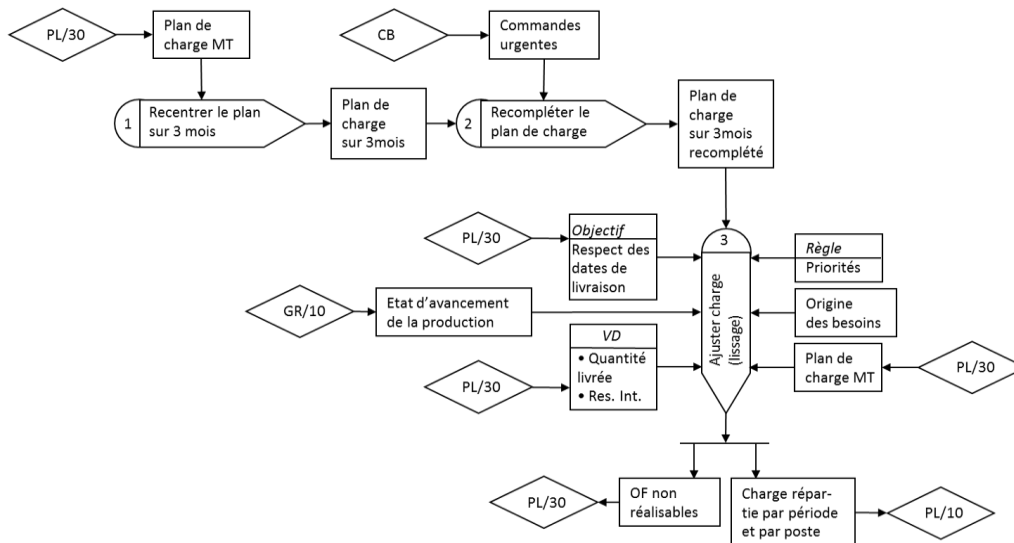 PL/30
Plan de
charge MT
CB
Commandes
urgentes
1
Recentrer le plan
sur 3 mois
Plan de
charge
sur 3mois
2
Recompléter
le plan de charge
Plan de
charge
sur 3mois
recomplété
PL/30
Objectif
Respect des
dates de
livraison
3
Ajuster charge
(lissage)
Règle
Priorités
GR/10
Etat d’avancement
de la production
Origine
des besoins
PL/30
VD
• Quantité
livrée
• Res. Int.
Plan de
charge MT
PL/30
PL/30
OF non
réalisables
Charge répar-
tie par période
et par poste
PL/10